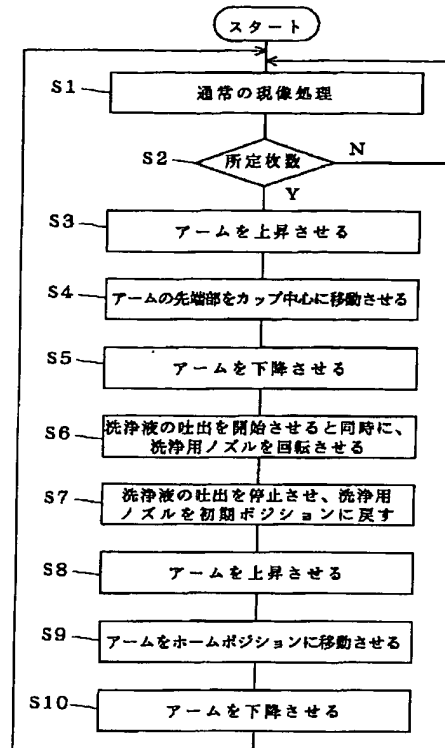 スタート
S1
通常の現像処理
S2
所定枚数
N
Y
S3
アームを上昇させる
S4
アームの先端部をカップ中心に移動させる
S5
アームを下降させる
S6
洗浄液の吐出を開始させると同時に、
洗浄用ノズルを回転させる
S7
洗浄液の吐出を停止させ、洗浄用
ノズルを初期ポジションに戻す
S8
アームを上昇させる
S9
アームをホームポジションに移動させる
S10
アームを下降させる